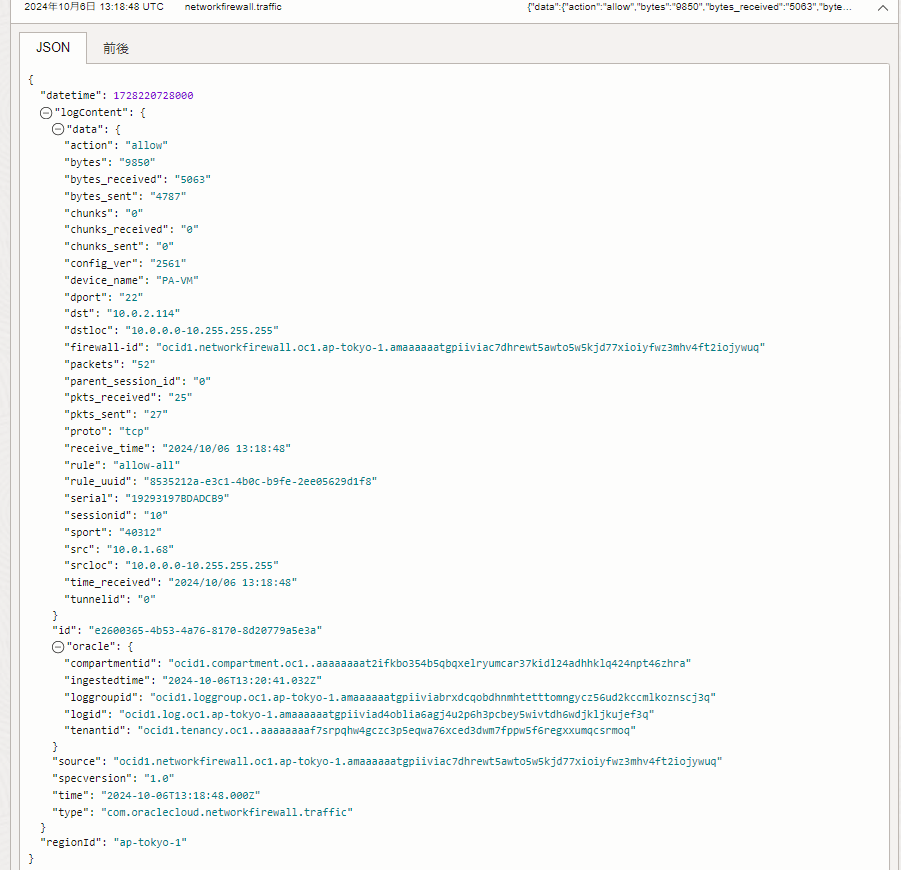 2024年10月6日 13:18:48 UTC networkfirewall.traffic {"data":{"action":"allow","bytes":"9850","bytes_received":"5063","byte...
JSON 前後
{
"datetime": 1728220728000
"logContent": {
"data": {
"action": "allow"
"bytes": "9850"
"bytes_received": "5063"
"bytes_sent": "4787"
"chunks": "0"
"chunks_received": "0"
"chunks_sent": "0"
"config_ver": "2561"
"device_name": "PA-VM"
"dport": "22"
"dst": "10.0.2.114"
"dstloc": "10.0.0.0-10.255.255.255"
"firewall-id": "ocid1.networkfirewall.oc1.ap-tokyo-1.amaaaaaatgpiiviac7dhrewt5awto5w5kjd77xioiyfwz3mhv4ft2iojywuq"
"packets": "52"
"parent_session_id": "0"
"pkts_received": "25"
"pkts_sent": "27"
"proto": "tcp"
"receive_time": "2024/10/06 13:18:48"
"rule": "allow-all"
"rule_uuid": "8535212a-e3c1-4b0c-b9fe-2ee05629d1f8"
"serial": "19293197BDADCB9"
"sessionid": "10"
"sport": "40312"
"src": "10.0.1.68"
"srcloc": "10.0.0.0-10.255.255.255"
"time_received": "2024/10/06 13:18:48"
"tunnelid": "0"
}
"id": "e2600365-4b53-4a76-8170-8d20779a5e3a"
"oracle": {
"compartmentid": "ocid1.compartment.oc1..aaaaaaaat2ifkbo354b5qbqxelryumcar37kidl24adhhklq424npt46zhra"
"ingestedtime": "2024-10-06T13:20:41.032Z"
"loggroupid": "ocid1.loggroup.oc1.ap-tokyo-1.amaaaaaatgpiiviabrxdcqobdhnmhtetttomngycz56ud2kccmlkoznscj3q"
"logid": "ocid1.log.oc1.ap-tokyo-1.amaaaaaatgpiiviad4oblia6agj4u2p6h3pcbey5wivtdh6wdjkljkujef3q"
"tenantid": "ocid1.tenancy.oc1..aaaaaaaaf7srpqhw4gczc3p5eqwa76xced3dwm7fppw5f6regxxumqcsrmoq"
}
"source": "ocid1.networkfirewall.oc1.ap-tokyo-1.amaaaaaatgpiiviac7dhrewt5awto5w5kjd77xioiyfwz3mhv4ft2iojywuq"
"specversion": "1.0"
"time": "2024-10-06T13:18:48.000Z"
"type": "com.oraclecloud.networkfirewall.traffic"
}
"regionId": "ap-tokyo-1"
}